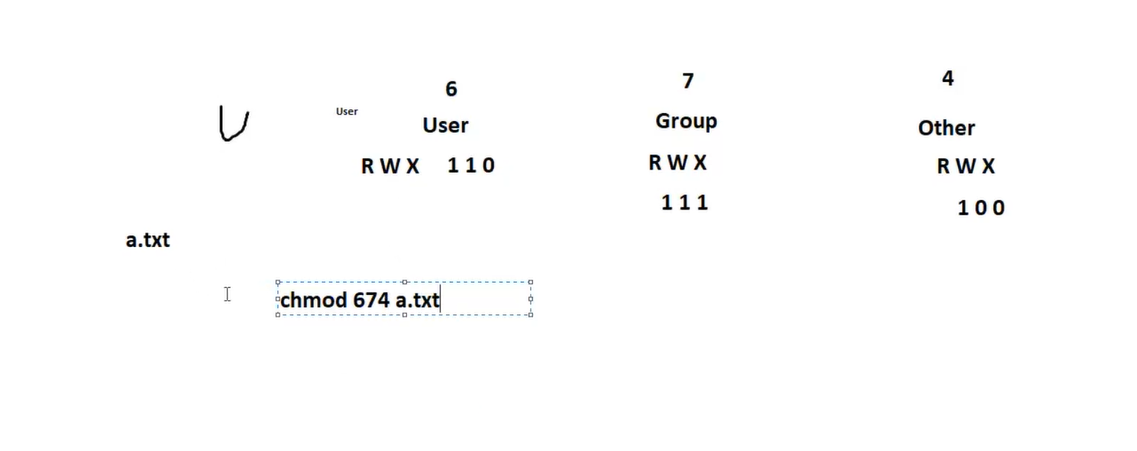 6 7 4
User User Group Other
R W X 1 1 0 R W X R W X
1 1 1 1 0 0
a.txt
chmod 674 a.txt